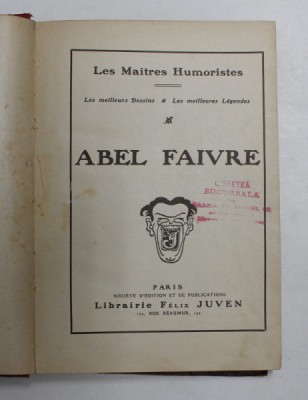 Les Maîtres Humoristes
Les meilleurs Dessins Les meilleures Légendes
ABEL FAIVRE
BUCURSALA
PARIS
SOCIÉTÉ D'ÉDITION ET DE PUBLICATIONS
Librairie FÉLIX JUVEN
122, RUE RÉAUMUR, 122